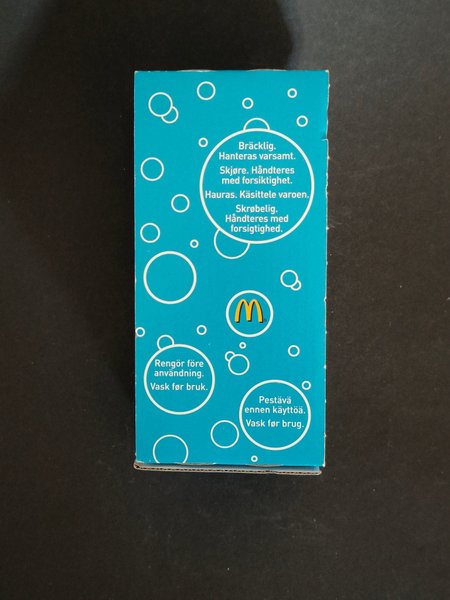 Bräcklig.
Hanteras varsamt.
Skjøre. Håndteres
med forsiktighet.
Hauras. Käsittele varoen.
Skrøbelig.
Håndteres med
forsigtighed.
M
Rengör före
användning.
Vask før bruk.
Pestävä
ennen käyttöä.
Vask før brug.